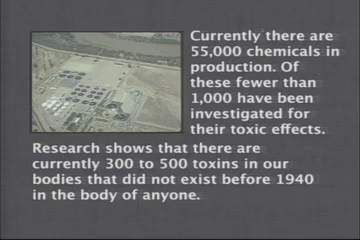 Currently there are
55,000 chemicals in
production. Of
these fewer than
1,000 have been
investigated for
their toxic effects.
Research shows that there are
currently 300 to 500 toxins in our
bodies that did not exist before 1940
in the body of anyone.